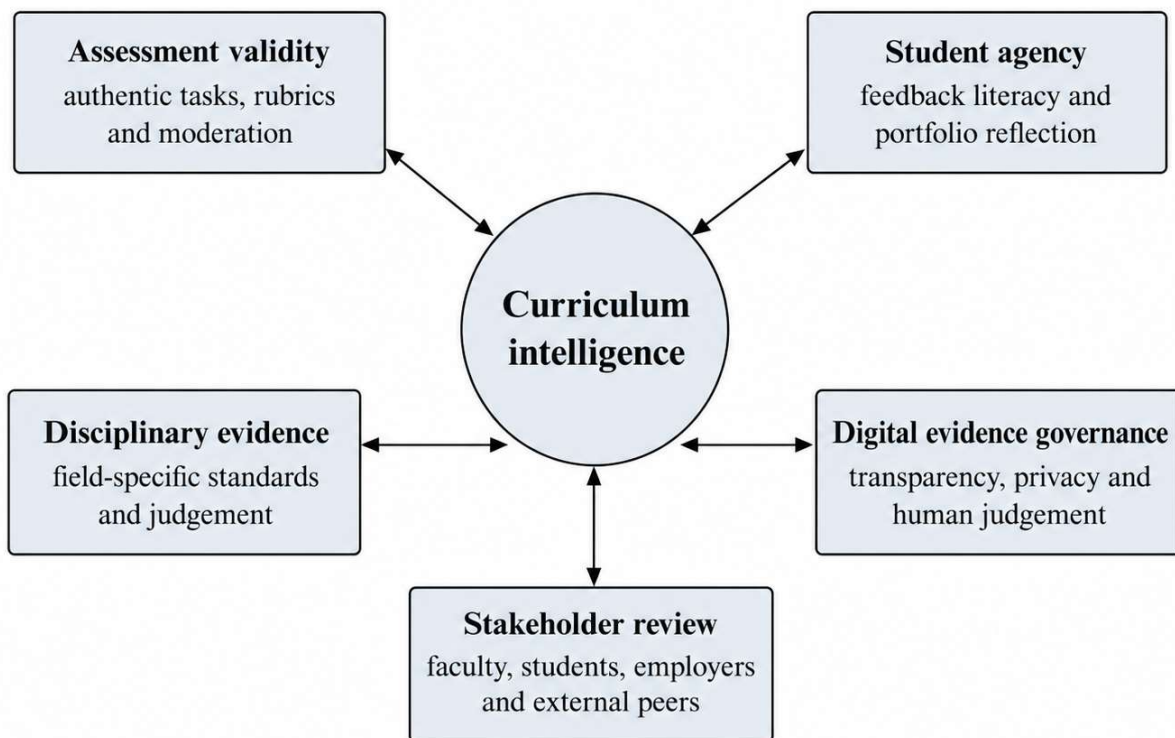 Assessment validity
authentic tasks, rubrics
and moderation
Student agency
feedback literacy and
portfolio reflection
Curriculum
intelligence
Disciplinary evidence
field-specific standards
and judgement
Digital evidence governance
transparency, privacy and
human judgement
Stakeholder review
faculty, students, employers
and external peers